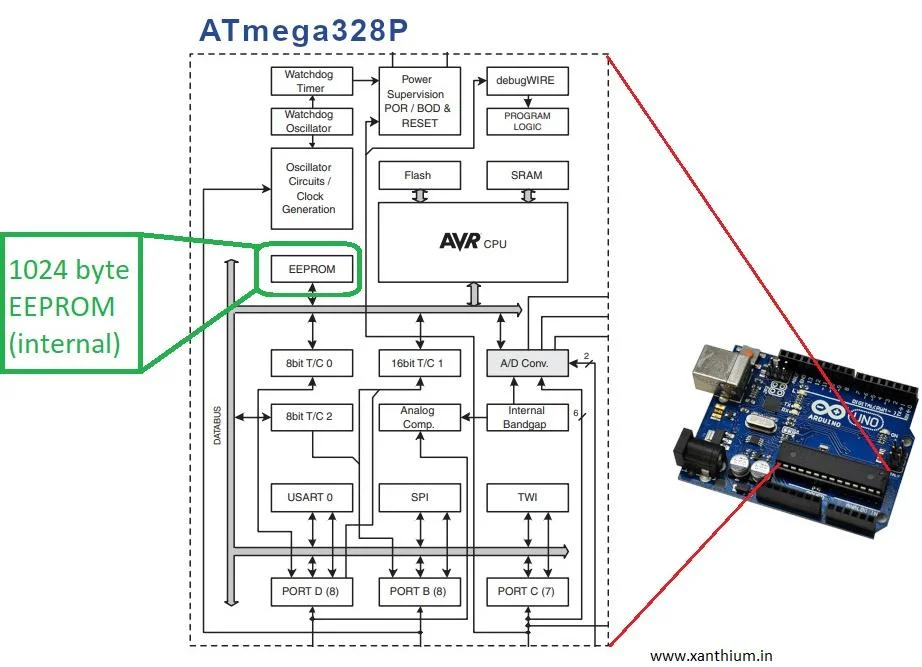 ATmega328P
Watchdog
Timer
Power
Supervision
POR / BOD &
RESET
debugWIRE
Watchdog
Oscillator
PROGRAM
LOGIC
Oscillator
Circuits /
Clock
Generation
Flash
SRAM
AVR CPU
1024 byte
EEPROM
(internal)
EEPROM
8bit T/C 0
16bit T/C 1
A/D Conv.
2
DATABUS
8bit T/C 2
Analog
Comp.
Internal
Bandgap
6
USART 0
SPI
TWI
PORT D (8)
PORT B (8)
PORT C (7)
ARDUINO
UNO
www.xanthium.in